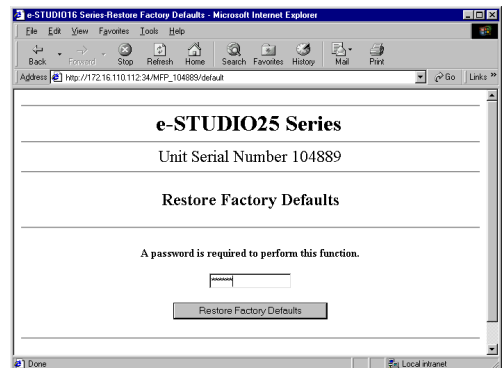 e-STUDIO16 Series-Restore Factory Defaults - Microsoft Internet Explorer
File Edit View Favorites Tools Help
Back Forward Stop Refresh Home Search Favorites History Mail Print
Address http://172.16.110.112:34/MFP_104889/default Go Links »
e-STUDIO25 Series
Unit Serial Number 104889
Restore Factory Defaults
A password is required to perform this function.
******
Restore Factory Defaults
Done Local intranet